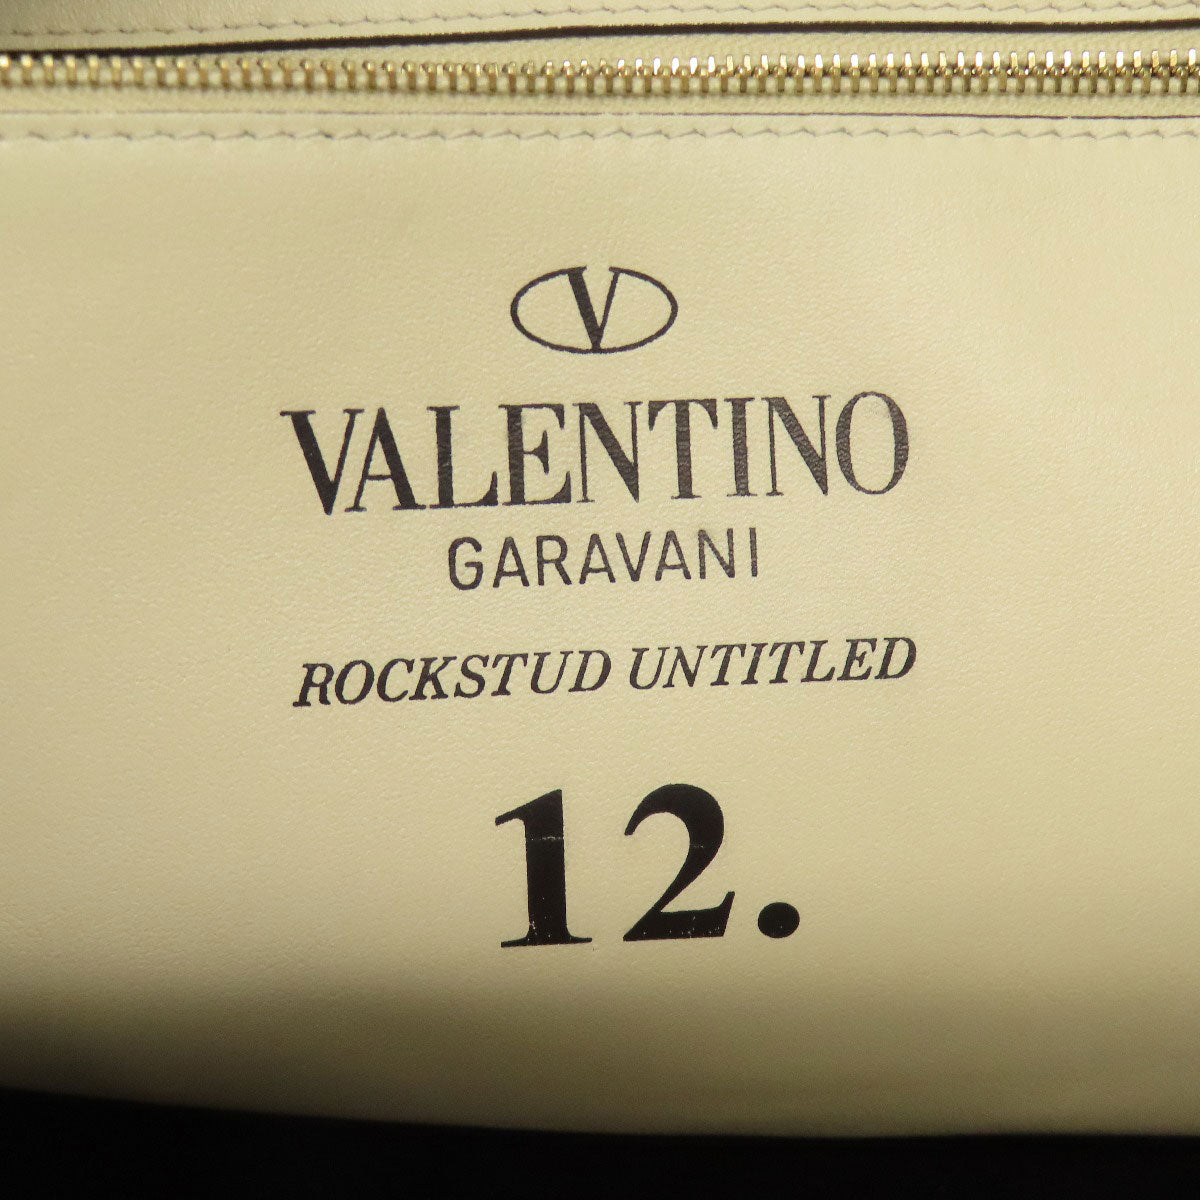 V
VALENTINO
GARAVANI
ROCKSTUD UNTITLED
12.